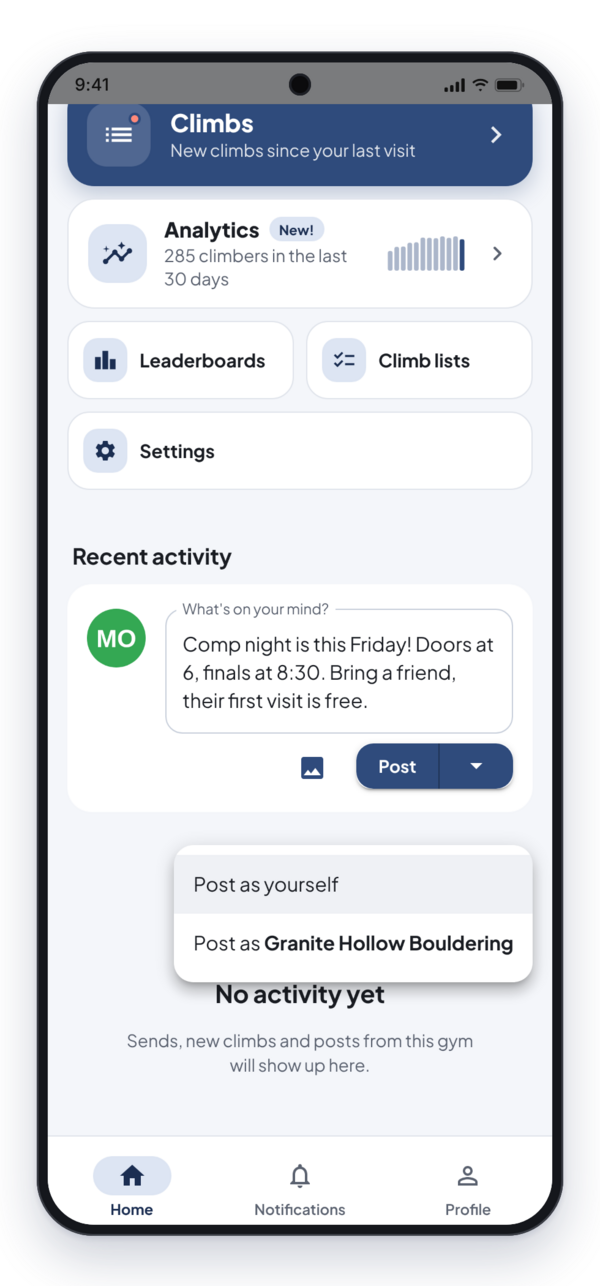 9:41
Climbs
New climbs since your last visit
Analytics
New!
285 climbers in the last
30 days
Leaderboards
Climb lists
Settings
Recent activity
What's on your mind?
MO
Comp night is this Friday! Doors at
6, finals at 8:30. Bring a friend,
their first visit is free.
Post
Post as yourself
Post as Granite Hollow Bouldering
No activity yet
Sends, new climbs and posts from this gym
will show up here.
Home
Notifications
Profile